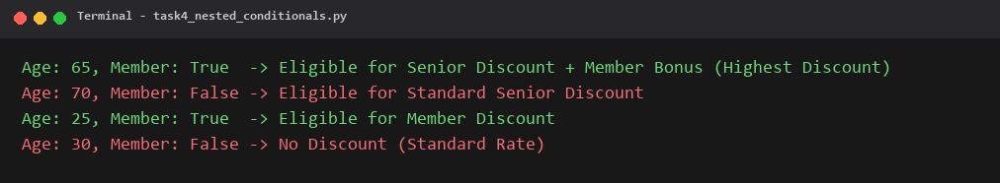 Terminal - task4_nested_conditionals.py
Age: 65, Member: True  -> Eligible for Senior Discount + Member Bonus (Highest Discount)
Age: 70, Member: False -> Eligible for Standard Senior Discount
Age: 25, Member: True  -> Eligible for Member Discount
Age: 30, Member: False -> No Discount (Standard Rate)